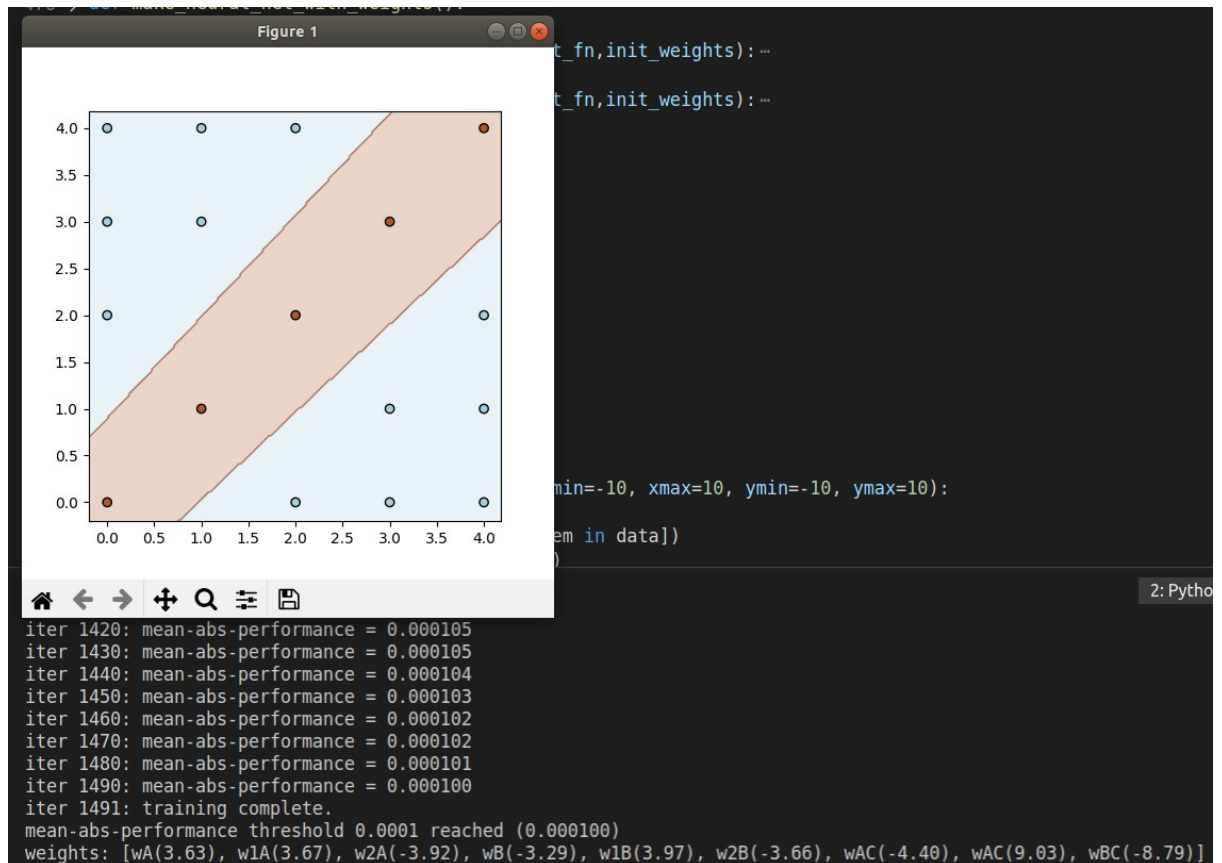 Figure 1
t_fn,init_weights):⋯
t_fn,init_weights):⋯
4.0
3.5
3.0
2.5
2.0
1.5
1.0
0.5
0.0
0.0 0.5 1.0 1.5 2.0 2.5 3.0 3.5 4.0
min=-10, xmax=10, ymin=-10, ymax=10):
em in data])
)
2: Pytho
iter 1420: mean-abs-performance = 0.000105
iter 1430: mean-abs-performance = 0.000105
iter 1440: mean-abs-performance = 0.000104
iter 1450: mean-abs-performance = 0.000103
iter 1460: mean-abs-performance = 0.000102
iter 1470: mean-abs-performance = 0.000102
iter 1480: mean-abs-performance = 0.000101
iter 1490: mean-abs-performance = 0.000100
iter 1491: training complete.
mean-abs-performance threshold 0.0001 reached (0.000100)
weights: [wA(3.63), w1A(3.67), w2A(-3.92), wB(-3.29), w1B(3.97), w2B(-3.66), wAC(-4.40), wAC(9.03), wBC(-8.79)]